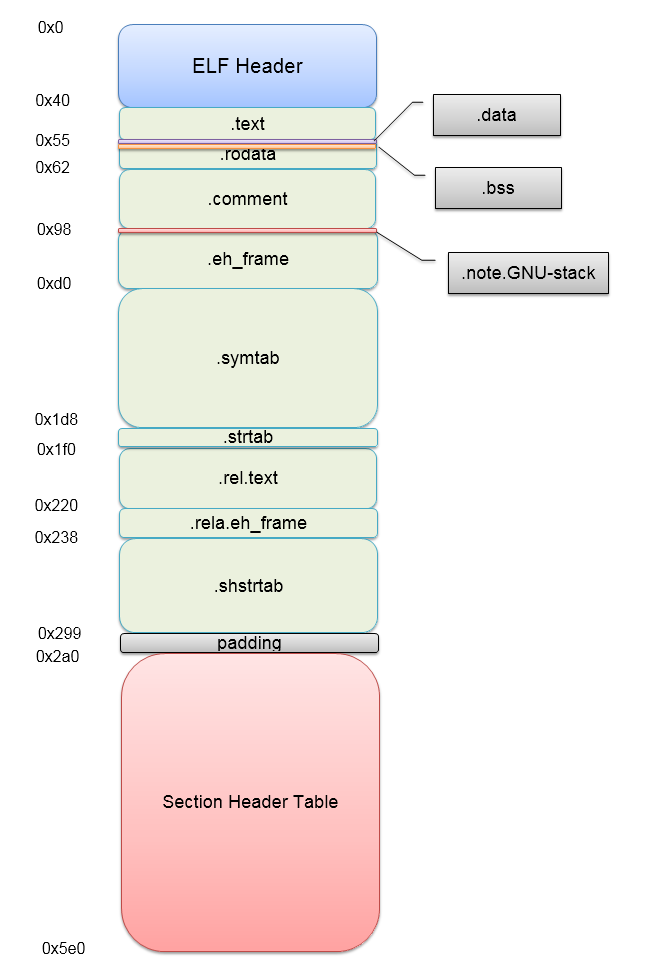 0x0
ELF Header
0x40
.text
.data
0x55
.rodata
0x62
.bss
.comment
0x98
.eh_frame
.note.GNU-stack
0xd0
.symtab
0x1d8
.strtab
0x1f0
.rel.text
0x220
.rela.eh_frame
0x238
.shstrtab
0x299
padding
0x2a0
Section Header Table
0x5e0